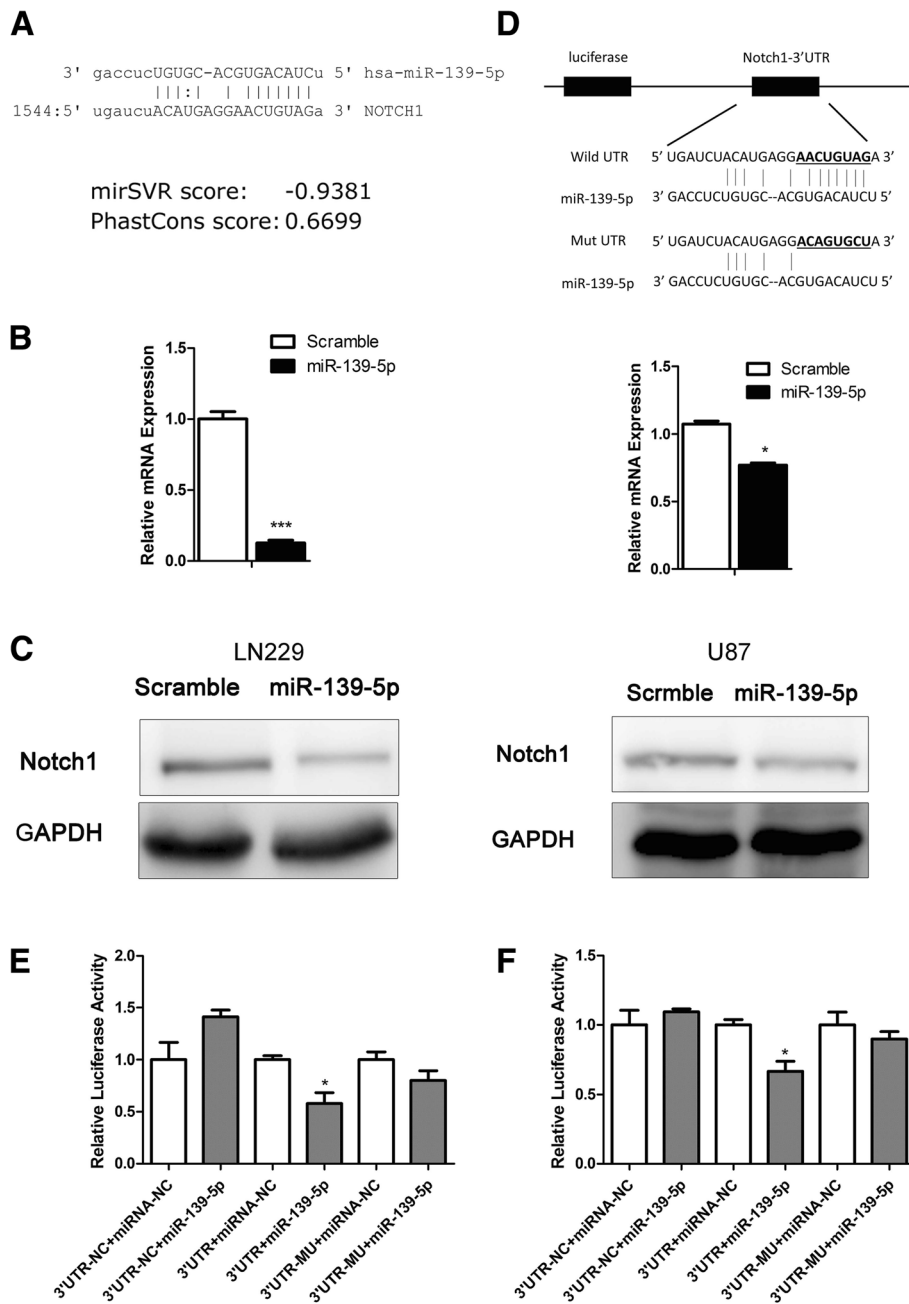 A
3' gaccucUGUGC-ACGUGACAUCu 5' hsa-miR-139-5p
|||:| | |||||||
1544:5' ugaucuACAUGAGGAACUGUAGa 3' NOTCH1
mirSVR score: -0.9381
PhastCons score: 0.6699
D
luciferase Notch1-3'UTR
Wild UTR 5' UGAUCUACAUGAGGAACUGUAGA 3'
miR-139-5p 3' GACCUCUGUGC--ACGUGACAUCU 5'
Mut UTR 5' UGAUCUACAUGAGGACAGUGCUA 3'
miR-139-5p 3' GACCUCUGUGC--ACGUGACAUCU 5'
B
Relative mRNA Expression
1.5
1.0
0.5
0.0
Scramble
miR-139-5p
***
Relative mRNA Expression
1.5
1.0
0.5
0.0
Scramble
miR-139-5p
*
C
LN229
Scramble miR-139-5p
Notch1
GAPDH
U87
Scrmble miR-139-5p
Notch1
GAPDH
E
Relative Luciferase Activity
2.0
1.5
1.0
0.5
0.0
*
3'UTR-NC+miRNA-NC
3'UTR-NC+miR-139-5p
3'UTR+miRNA-NC
3'UTR+miR-139-5p
3'UTR-MU+miRNA-NC
3'UTR-MU+miR-139-5p
F
Relative Luciferase Activity
1.5
1.0
0.5
0.0
*
3'UTR-NC+miRNA-NC
3'UTR-NC+miR-139-5p
3'UTR+miRNA-NC
3'UTR+miR-139-5p
3'UTR-MU+miRNA-NC
3'UTR-MU+miR-139-5p